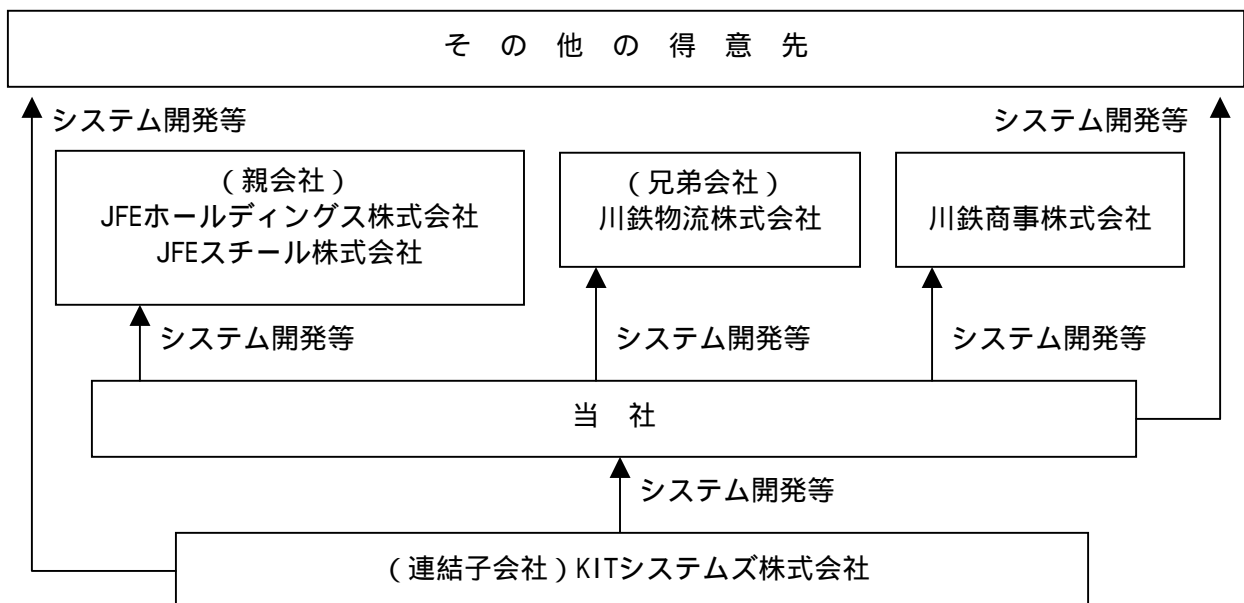 その他の得意先
システム開発等
システム開発等
(親会社)
JFEホールディングス株式会社
JFEスチール株式会社
(兄弟会社)
川鉄物流株式会社
川鉄商事株式会社
システム開発等
システム開発等
システム開発等
当 社
システム開発等
(連結子会社)KITシステムズ株式会社